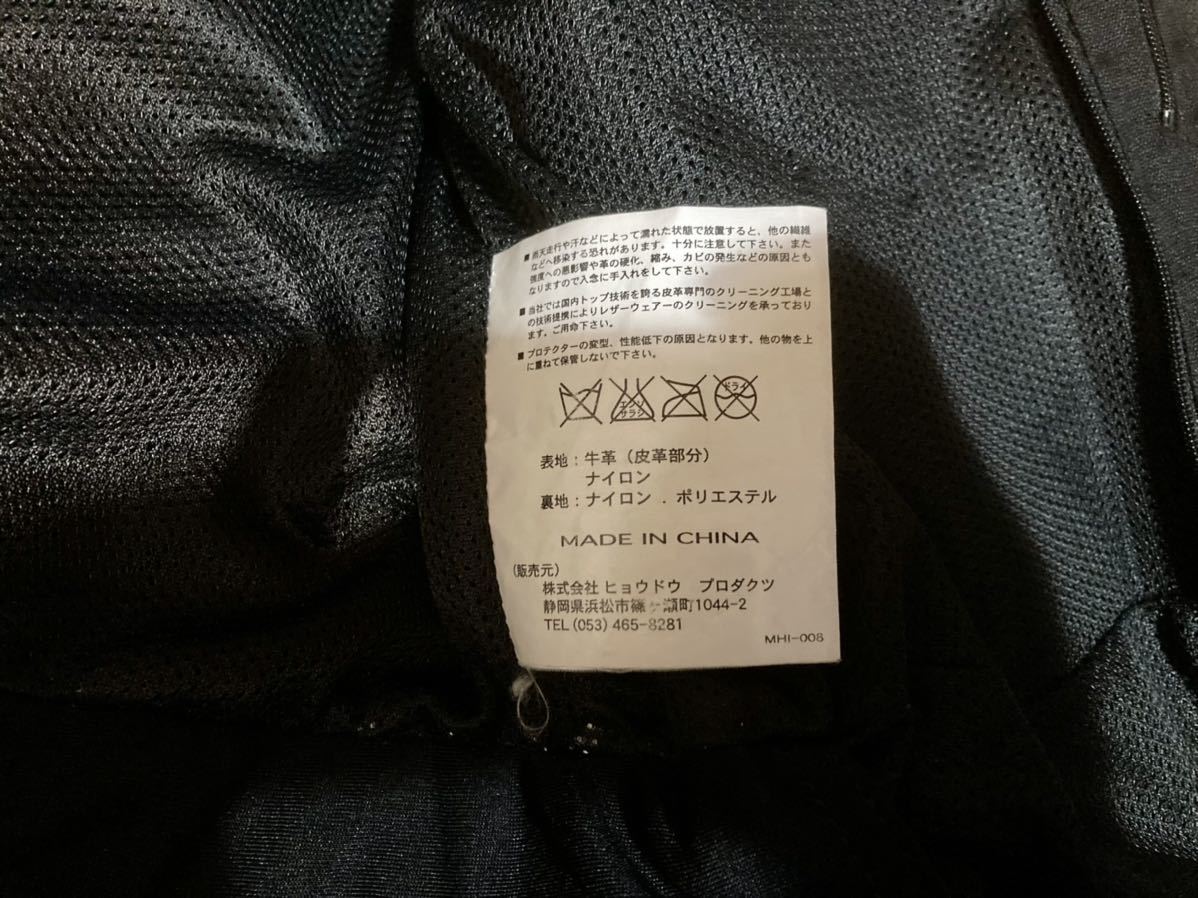 ■ 雨天走行や汗などによって濡れた状態で放置すると、他の繊維
などへ移染する恐れがあります。十分に注意して下さい。また
強度への悪影響や革の硬化、縮み、カビの発生などの原因とも
なりますので入念に手入れをして下さい。
■ 当社では国内トップ技術を誇る皮革専門のクリーニング工場と
の技術提携によりレザーウェアーのクリーニングを承っており
ます。ご用命下さい。
■ プロテクターの変型、性能低下の原因となります。他の物を上
に重ねて保管しないで下さい。
エンソ
サラシ
ドライ
表地：牛革（皮革部分）
ナイロン
裏地：ナイロン．ポリエステル
MADE IN CHINA
(販売元)
株式会社 ヒョウドウ プロダクツ
静岡県浜松市篠ヶ瀬町1044-2
TEL (053) 465-8281
MHI-008